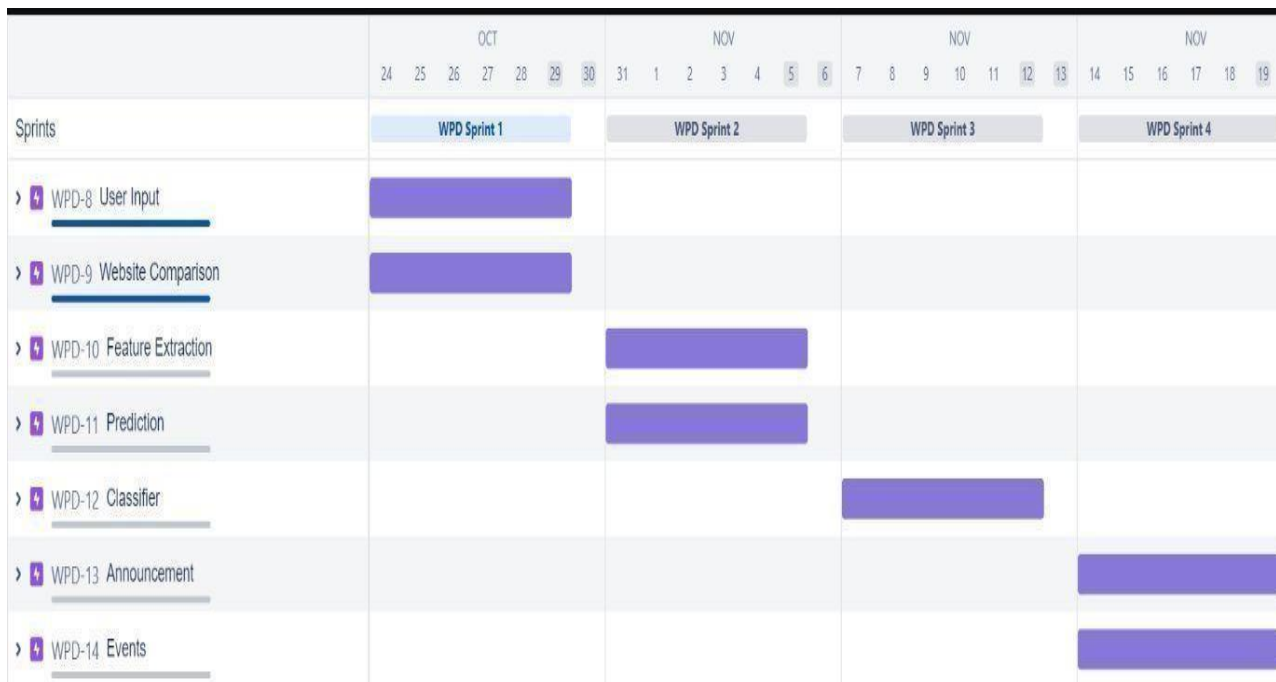 OCT NOV NOV NOV
24 25 26 27 28 29 30 31 1 2 3 4 5 6 7 8 9 10 11 12 13 14 15 16 17 18 19
Sprints WPD Sprint 1 WPD Sprint 2 WPD Sprint 3 WPD Sprint 4
WPD-8 User Input
WPD-9 Website Comparison
WPD-10 Feature Extraction
WPD-11 Prediction
WPD-12 Classifier
WPD-13 Announcement
WPD-14 Events